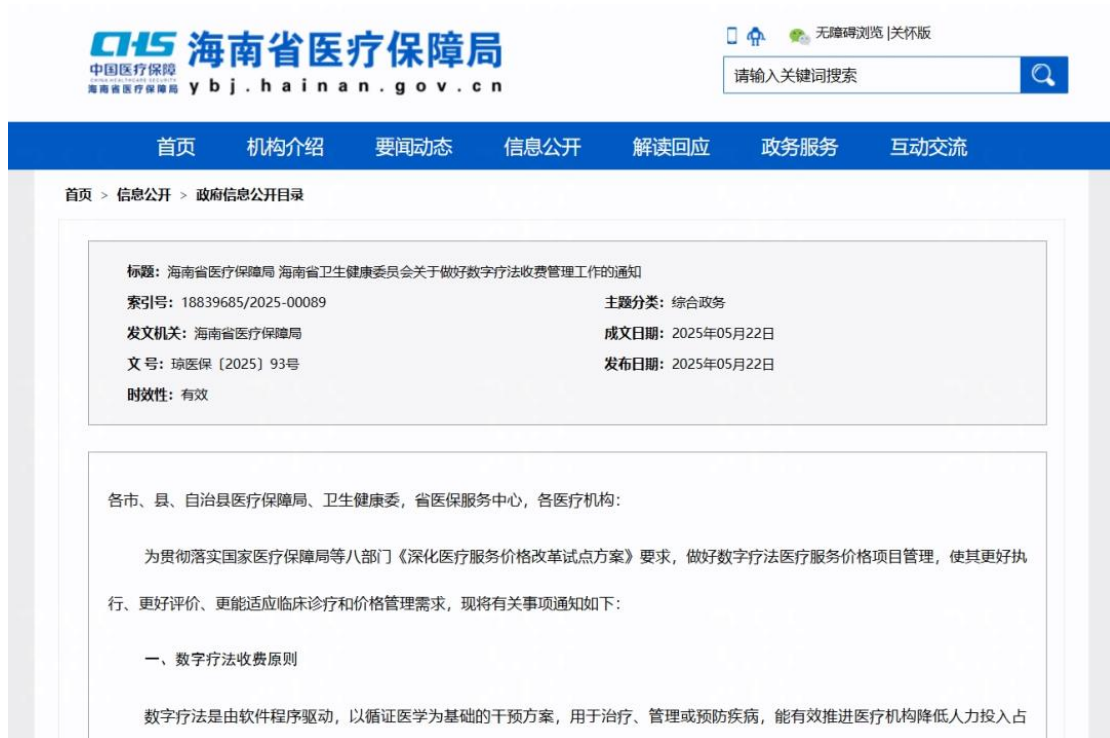 无障碍浏览 |关怀版
CHS 海南省医疗保障局
中国医疗保障
海南省医疗保障局 ybj.hainan.gov.cn
请输入关键词搜索
首页 机构介绍 要闻动态 信息公开 解读回应 政务服务 互动交流
首页 > 信息公开 > 政府信息公开目录
标题：海南省医疗保障局 海南省卫生健康委员会关于做好数字疗法收费管理工作的通知
索引号：18839685/2025-00089 主题分类：综合政务
发文机关：海南省医疗保障局 成文日期：2025年05月22日
文 号：琼医保〔2025〕93号 发布日期：2025年05月22日
时效性：有效
各市、县、自治县医疗保障局、卫生健康委，省医保服务中心，各医疗机构：
为贯彻落实国家医疗保障局等八部门《深化医疗服务价格改革试点方案》要求，做好数字疗法医疗服务价格项目管理，使其更好执
行、更好评价、更能适应临床诊疗和价格管理需求，现将有关事项通知如下：
一、数字疗法收费原则
数字疗法是由软件程序驱动，以循证医学为基础的干预方案，用于治疗、管理或预防疾病，能有效推进医疗机构降低人力投入占